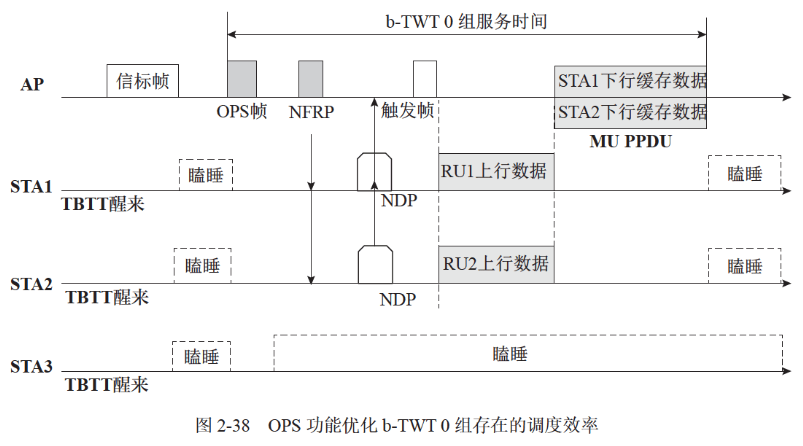 b-TWT 0 组服务时间
信标帧
AP
OPS帧
NFRP
触发帧
STA1下行缓存数据
STA2下行缓存数据
MU PPDU
瞌睡
RU1上行数据
瞌睡
STA1
TBTT醒来
NDP
瞌睡
RU2上行数据
瞌睡
STA2
TBTT醒来
NDP
瞌睡
瞌睡
STA3
TBTT醒来
图 2-38 OPS 功能优化 b-TWT 0 组存在的调度效率